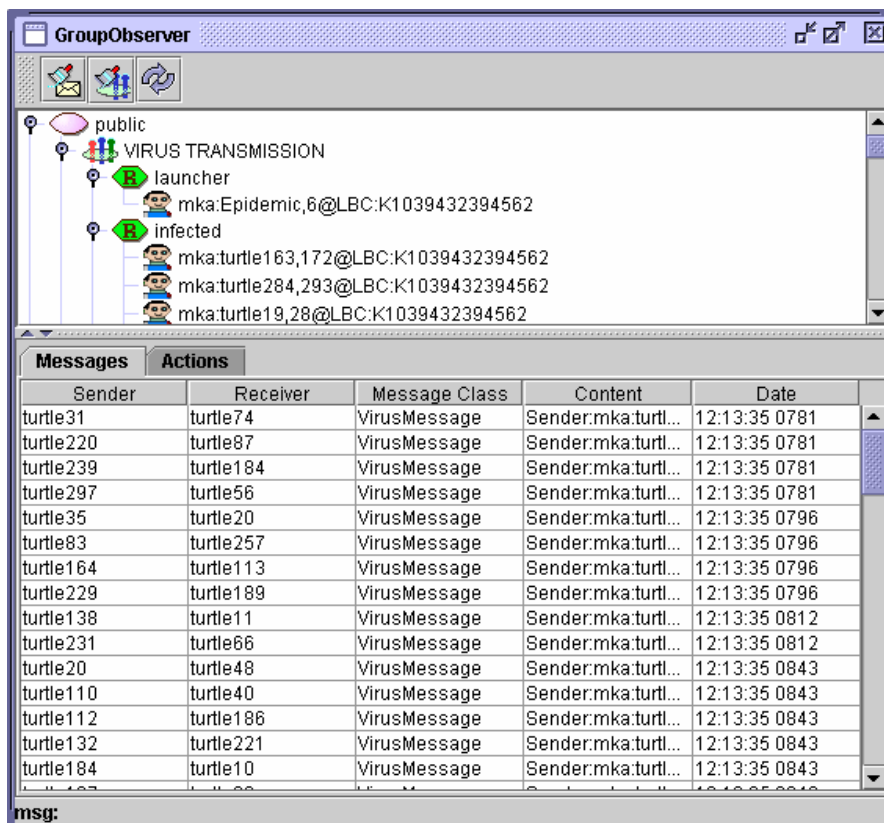 GroupObserver
public
VIRUS TRANSMISSION
R launcher
mka:Epidemic,6@LBC:K1039432394562
R infected
mka:turtle163,172@LBC:K1039432394562
mka:turtle284,293@LBC:K1039432394562
mka:turtle19,28@LBC:K1039432394562
Messages Actions
Sender Receiver Message Class Content Date
turtle31 turtle74 VirusMessage Sender:mka:turtl... 12:13:35 0781
turtle220 turtle87 VirusMessage Sender:mka:turtl... 12:13:35 0781
turtle239 turtle184 VirusMessage Sender:mka:turtl... 12:13:35 0781
turtle297 turtle56 VirusMessage Sender:mka:turtl... 12:13:35 0781
turtle35 turtle20 VirusMessage Sender:mka:turtl... 12:13:35 0796
turtle83 turtle257 VirusMessage Sender:mka:turtl... 12:13:35 0796
turtle164 turtle113 VirusMessage Sender:mka:turtl... 12:13:35 0796
turtle229 turtle189 VirusMessage Sender:mka:turtl... 12:13:35 0796
turtle138 turtle11 VirusMessage Sender:mka:turtl... 12:13:35 0812
turtle231 turtle66 VirusMessage Sender:mka:turtl... 12:13:35 0812
turtle20 turtle48 VirusMessage Sender:mka:turtl... 12:13:35 0843
turtle110 turtle40 VirusMessage Sender:mka:turtl... 12:13:35 0843
turtle112 turtle186 VirusMessage Sender:mka:turtl... 12:13:35 0843
turtle132 turtle221 VirusMessage Sender:mka:turtl... 12:13:35 0843
turtle184 turtle10 VirusMessage Sender:mka:turtl... 12:13:35 0843
msg: